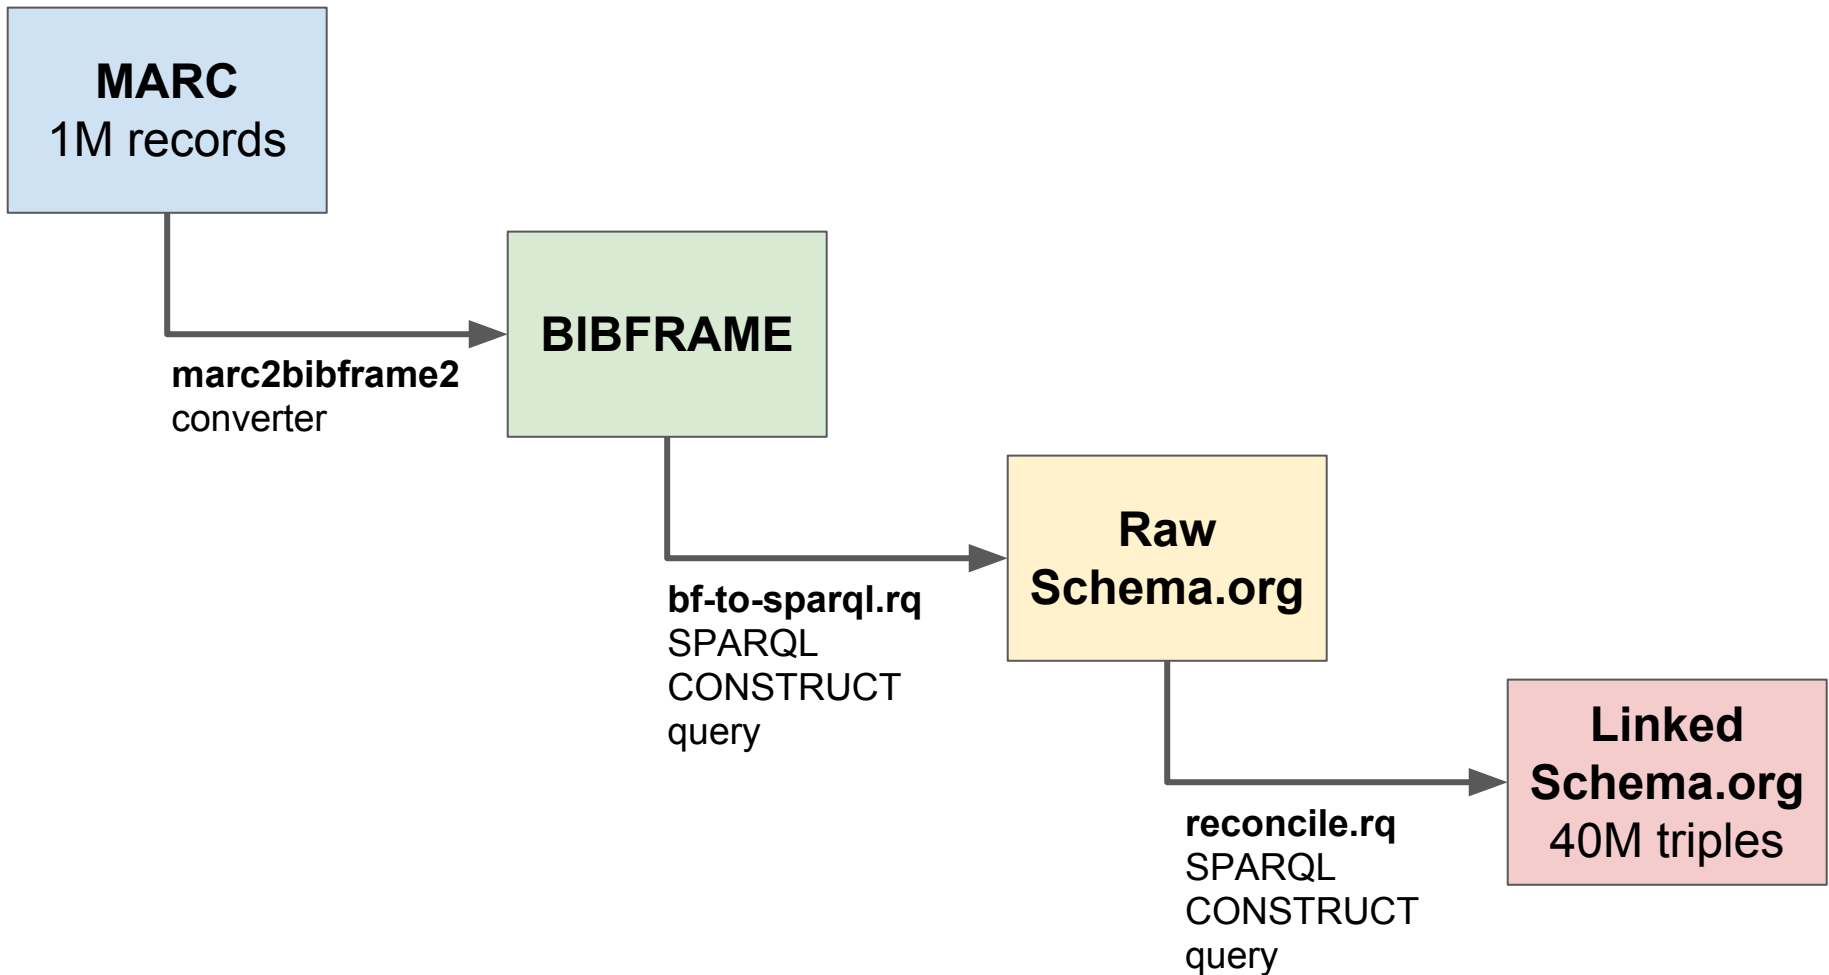 MARC
1M records
marc2bibframe2
converter
BIBFRAME
bf-to-sparql.rq
SPARQL
CONSTRUCT
query
Raw
Schema.org
reconcile.rq
SPARQL
CONSTRUCT
query
Linked
Schema.org
40M triples